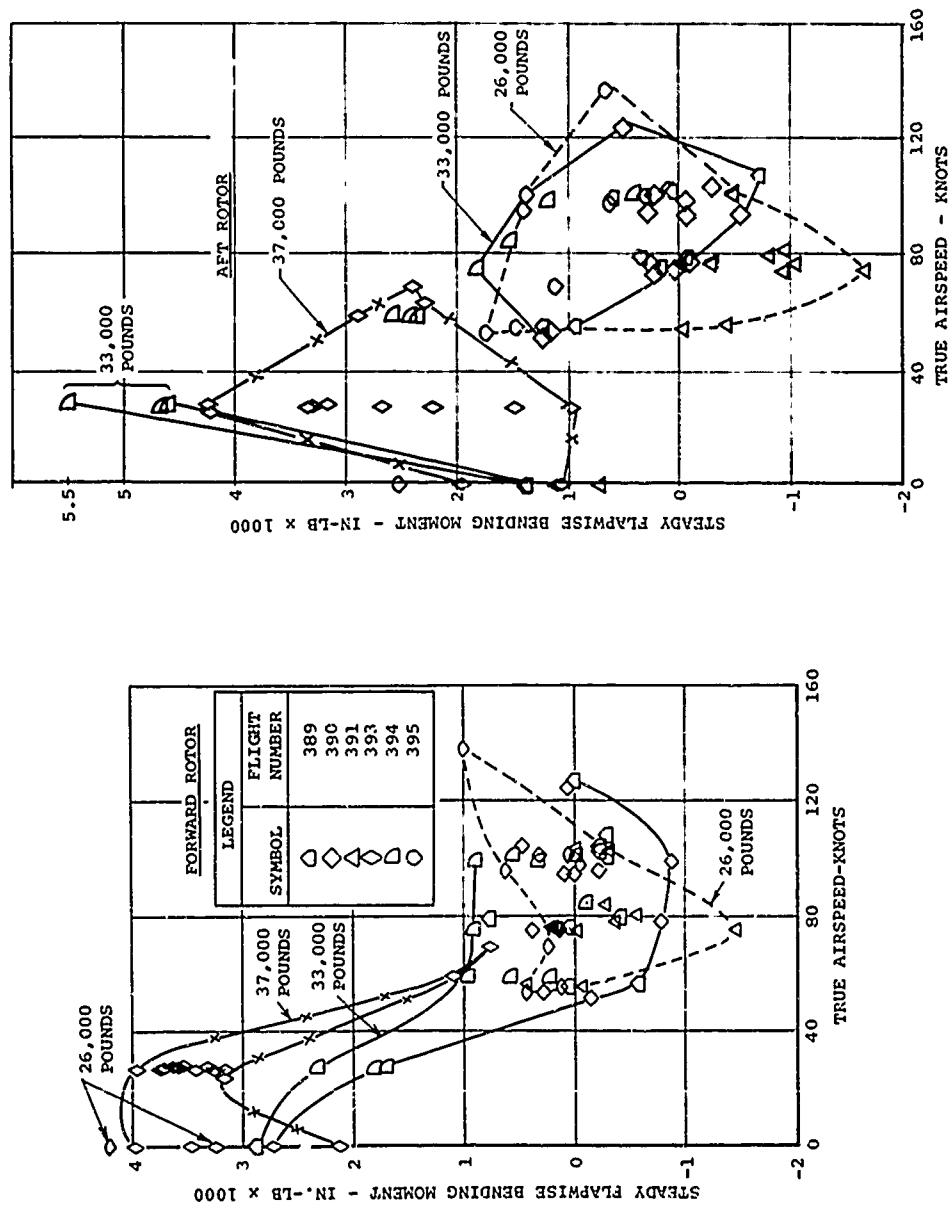 FORWARD ROTOR
LEGEND
SYMBOL
FLIGHT
NUMBER
389
390
391
393
394
395
26,000
POUNDS
37,000
POUNDS
33,000
POUNDS
26,000
POUNDS
4
3
2
1
0
-1
-2
0
40
80
120
160
STEADY FLAPWISE BENDING MOMENT - IN.-LB x 1000
TRUE AIRSPEED-KNOTS
AFT ROTOR
33,000
POUNDS
37,000 POUNDS
33,000 POUNDS
26,000
POUNDS
5.5
5
4
3
2
1
0
-1
-2
0
40
80
120
160
STEADY FLAPWISE BENDING MOMENT - IN-LB x 1000
TRUE AIRSPEED - KNOTS